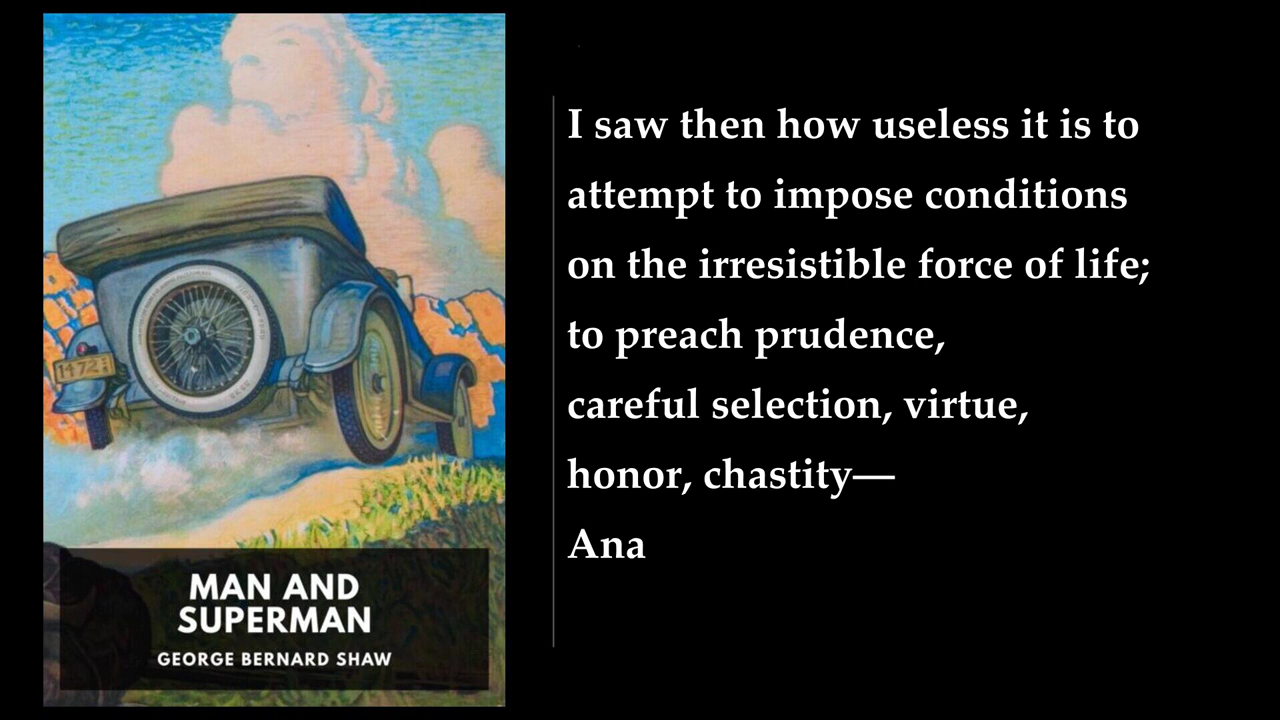 I saw then how useless it is to
attempt to impose conditions
on the irresistible force of life;
to preach prudence,
careful selection, virtue,
honor, chastity—
Ana
1472
MAN AND
SUPERMAN
GEORGE BERNARD SHAW